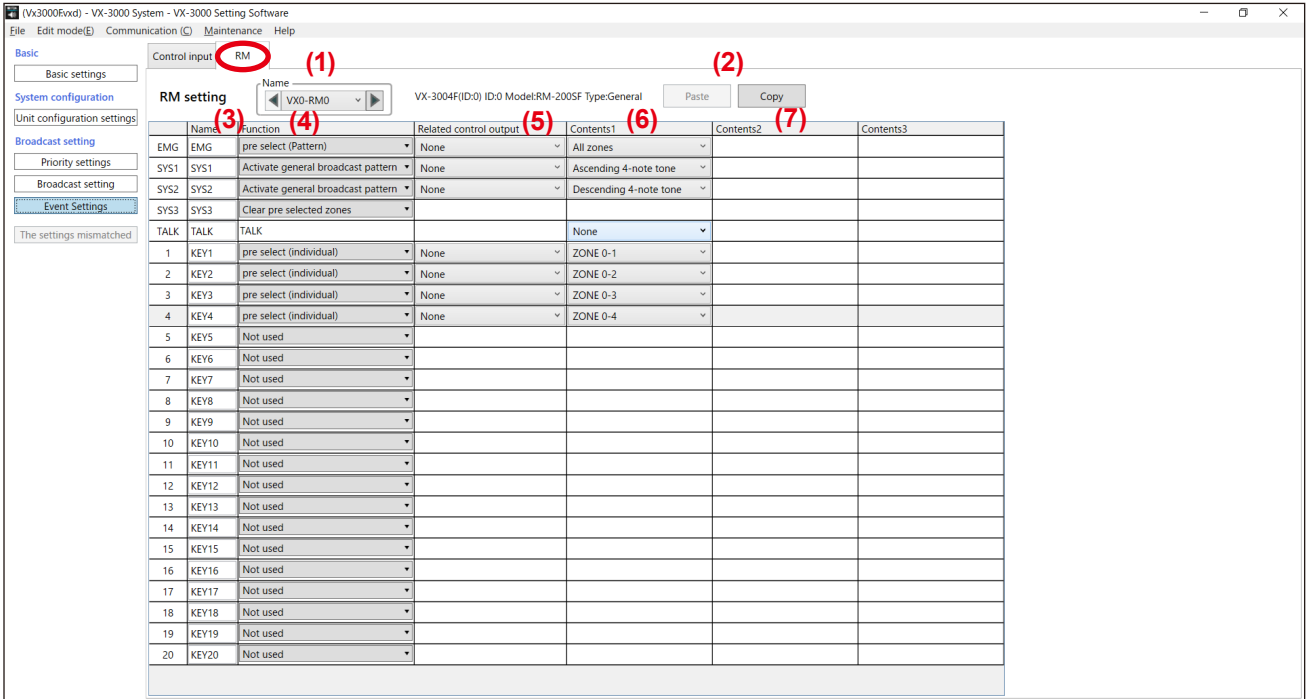 (Vx3000F.vxd) - VX-3000 System - VX-3000 Setting Software
File Edit mode(E) Communication (C) Maintenance Help
Basic
Basic settings
System configuration
Unit configuration settings
Broadcast setting
Priority settings
Broadcast setting
Event Settings
The settings mismatched
Control input RM
(1) (2)
RM setting Name VX0-RM0 VX-3004F(ID:0) ID:0 Model:RM-200SF Type:General Paste Copy
(3) (4) (5) (6) (7)
Name Function Related control output Contents1 Contents2 Contents3
EMG EMG pre select (Pattern) None All zones
SYS1 SYS1 Activate general broadcast pattern None Ascending 4-note tone
SYS2 SYS2 Activate general broadcast pattern None Descending 4-note tone
SYS3 SYS3 Clear pre selected zones
TALK TALK TALK None
1 KEY1 pre select (individual) None ZONE 0-1
2 KEY2 pre select (individual) None ZONE 0-2
3 KEY3 pre select (individual) None ZONE 0-3
4 KEY4 pre select (individual) None ZONE 0-4
5 KEY5 Not used
6 KEY6 Not used
7 KEY7 Not used
8 KEY8 Not used
9 KEY9 Not used
10 KEY10 Not used
11 KEY11 Not used
12 KEY12 Not used
13 KEY13 Not used
14 KEY14 Not used
15 KEY15 Not used
16 KEY16 Not used
17 KEY17 Not used
18 KEY18 Not used
19 KEY19 Not used
20 KEY20 Not used